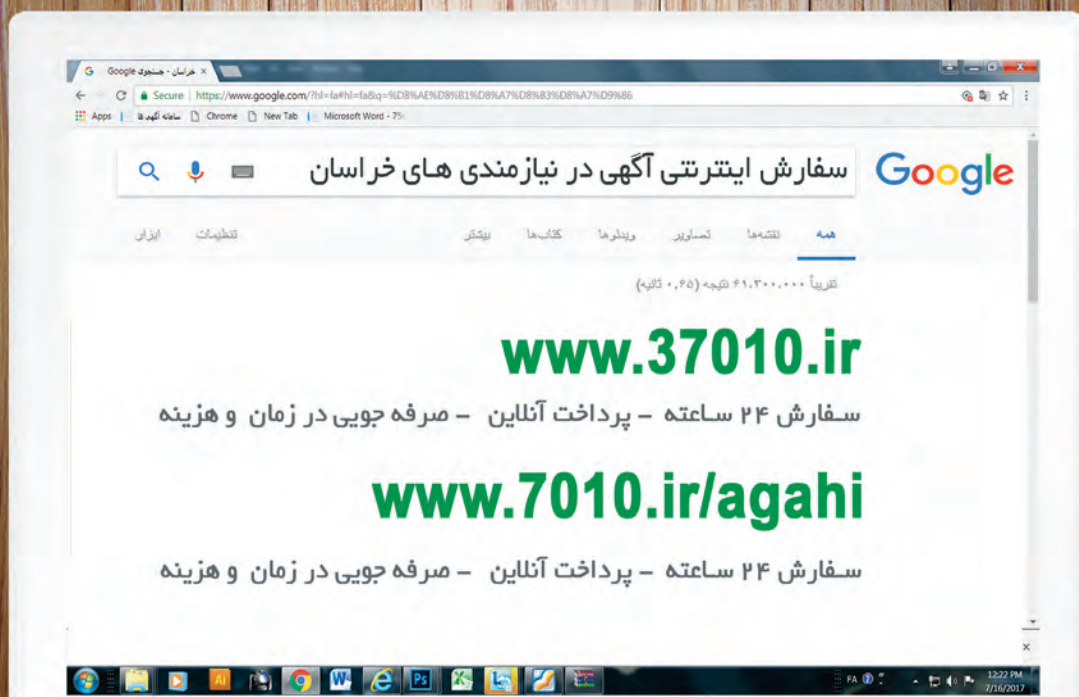 خراسان - جستجوی Google
Secure | https://www.google.com/?hl=fa#hl=fa&q=%D8%AE%D8%B1%D8%A7%D8%B3%D8%A7%D9%86
Apps سامانه آگهی ها Chrome New Tab Microsoft Word - 75
Google سفارش اینترنتی آگهی در نیازمندی های خراسان
همه نقشه‌ها تصاویر ویدئوها کتاب‌ها بیشتر تنظیمات ابزار
تقریباً ۶۱,۳۰۰,۰۰۰ نتیجه (۰,۶۵ ثانیه)
www.37010.ir
سفارش ۲۴ ساعته - پرداخت آنلاین - صرفه جویی در زمان و هزینه
www.7010.ir/agahi
سفارش ۲۴ ساعته - پرداخت آنلاین - صرفه جویی در زمان و هزینه
FA 12:22 PM
7/16/2017